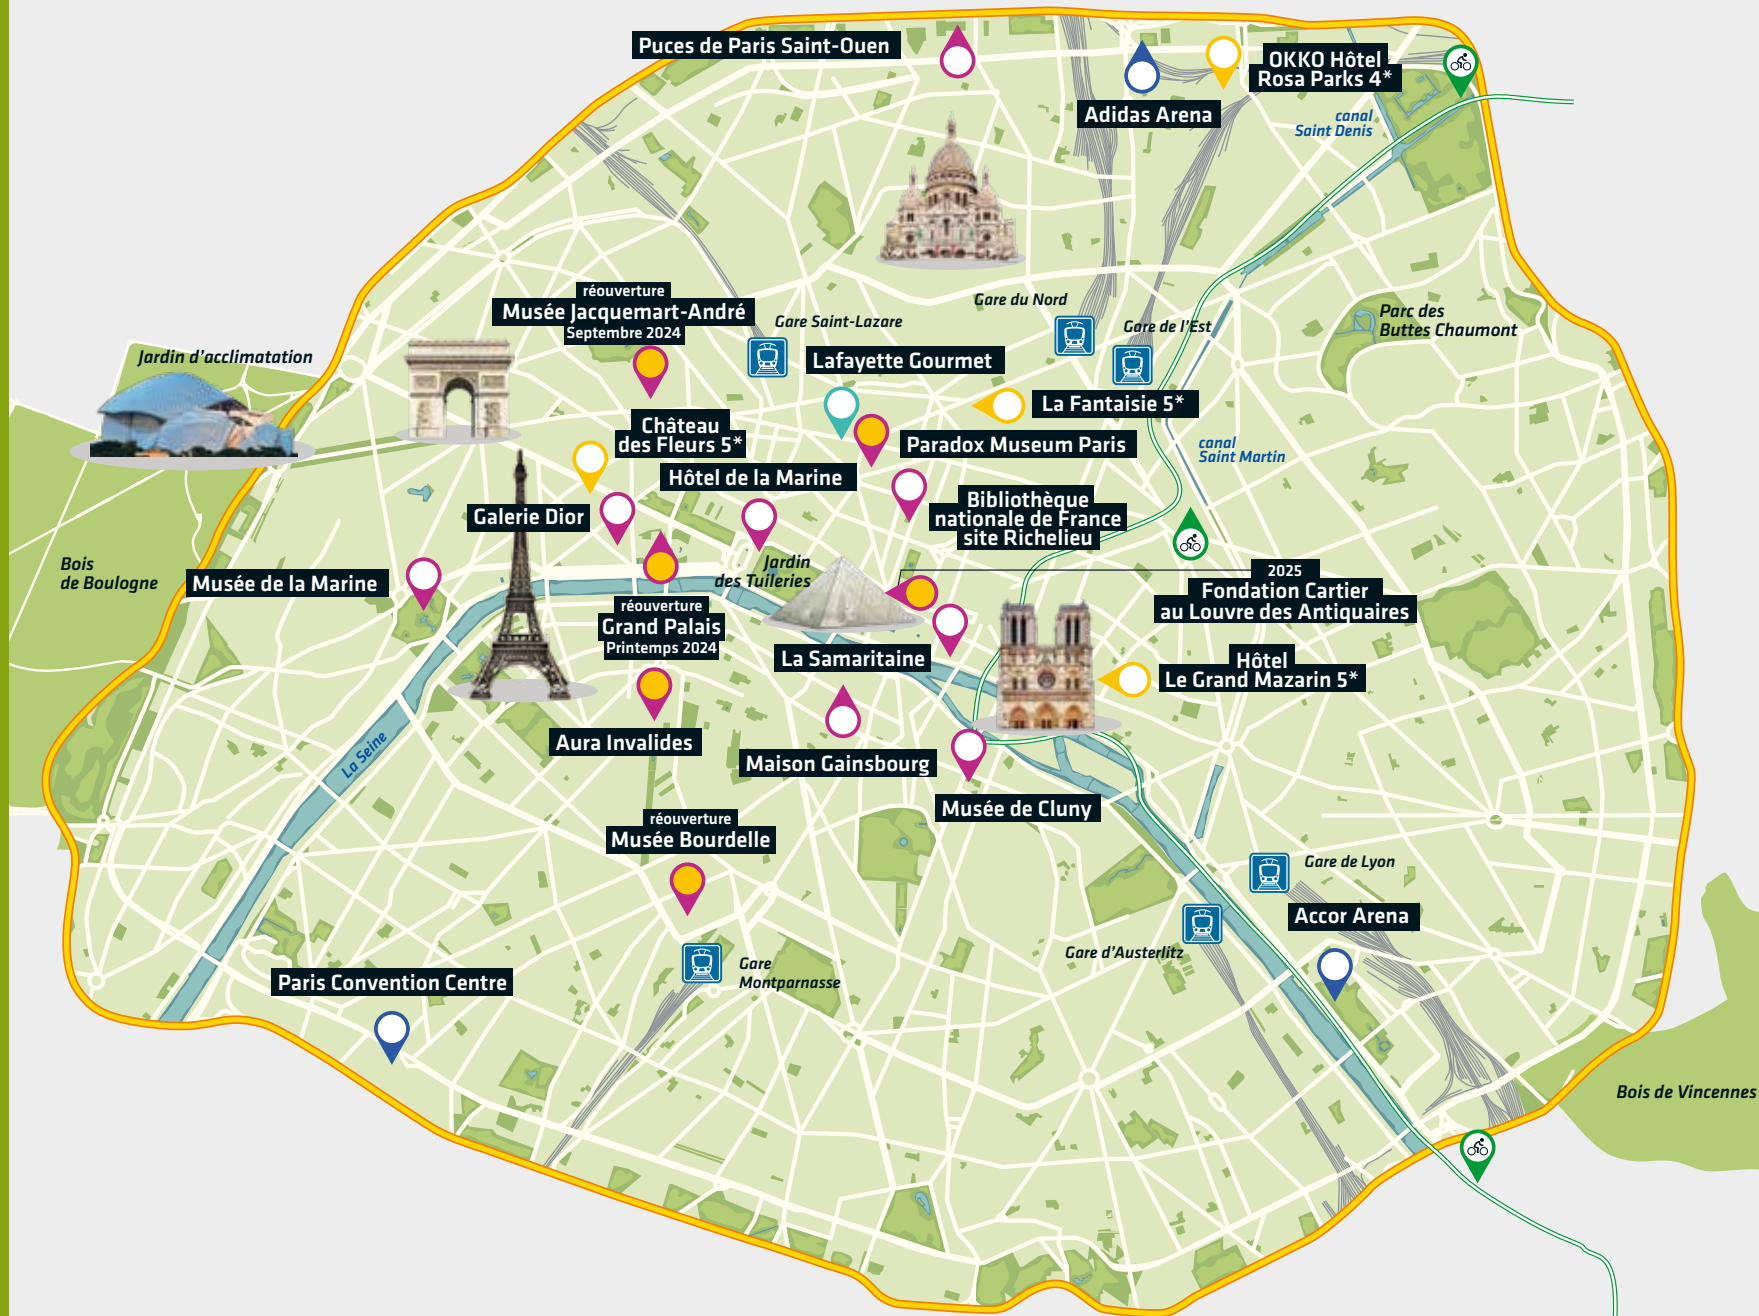 Puces de Paris Saint-Ouen
OKKO Hôtel
Rosa Parks 4*
Adidas Arena
canal
Saint Denis
réouverture
Musée Jacquemart-André
Septembre 2024
Gare du Nord
Gare Saint-Lazare
Gare de l'Est
Parc des
Buttes Chaumont
Jardin d'acclimatation
Lafayette Gourmet
La Fantaisie 5*
Château
des Fleurs 5*
Paradox Museum Paris
canal
Saint Martin
Hôtel de la Marine
Galerie Dior
Bibliothèque
nationale de France
site Richelieu
Bois
de Boulogne
Musée de la Marine
Jardin
des Tuileries
2025
Fondation Cartier
au Louvre des Antiquaires
réouverture
Grand Palais
Printemps 2024
La Samaritaine
Hôtel
Le Grand Mazarin 5*
Aura Invalides
La Seine
Maison Gainsbourg
Musée de Cluny
réouverture
Musée Bourdelle
Gare de Lyon
Accor Arena
Gare d'Austerlitz
Gare
Montparnasse
Paris Convention Centre
Bois de Vincennes